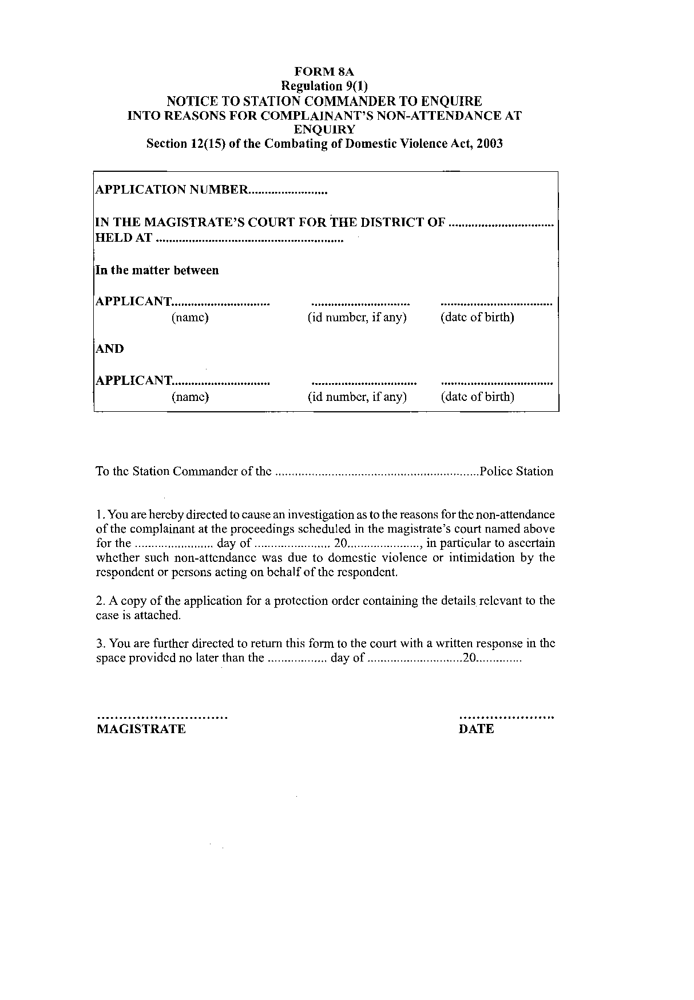 FORM 8A
Regulation 9(1)
NOTICE TO STATION COMMANDER TO ENQUIRE
INTO REASONS FOR COMPLAINANT'S NON-ATTENDANCE AT
ENQUIRY
Section 12(15) of the Combating of Domestic Violence Act, 2003
APPLICATION NUMBER........................
IN THE MAGISTRATE'S COURT FOR THE DISTRICT OF ................................
HELD AT .........................................................
In the matter between
APPLICANT.............................. .............................. ..................................
(name) (id number, if any) (date of birth)
AND
APPLICANT.............................. ................................ ..................................
(name) (id number, if any) (date of birth)
To the Station Commander of the ..............................................................Police Station
1. You are hereby directed to cause an investigation as to the reasons for the non-attendance
of the complainant at the proceedings scheduled in the magistrate's court named above
for the ........................ day of ....................... 20......................, in particular to ascertain
whether such non-attendance was due to domestic violence or intimidation by the
respondent or persons acting on behalf of the respondent.
2. A copy of the application for a protection order containing the details relevant to the
case is attached.
3. You are further directed to return this form to the court with a written response in the
space provided no later than the .................. day of .............................20..............
.............................. ......................
MAGISTRATE DATE